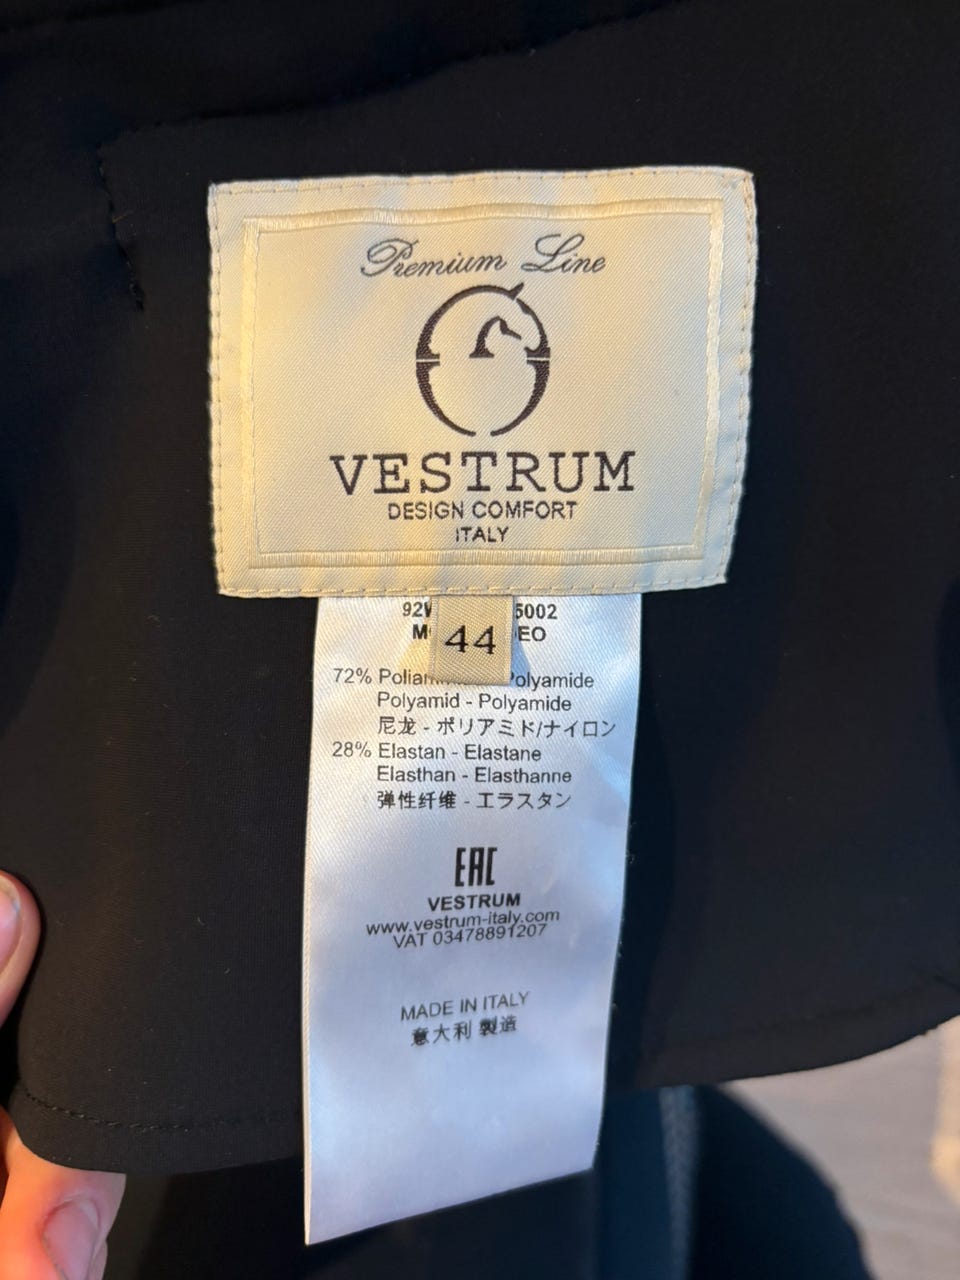 Premium Line
VESTRUM
DESIGN COMFORT
ITALY
44
5002
72% Polyamide
Polyamid - Polyamide
尼龙 - ポリアミド/ナイロン
28% Elastan - Elastane
Elasthan - Elasthanne
弹性纤维 - エラスタン
EAC
VESTRUM
www.vestrum-italy.com
VAT 03478891207
MADE IN ITALY
意大利 製造